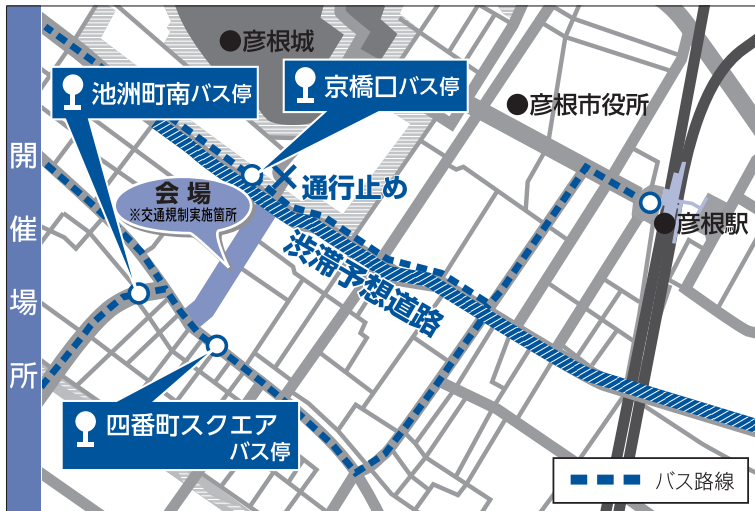 開催場所
●彦根城
池洲町南バス停
京橋口バス停
●彦根市役所
通行止め
会場
※交通規制実施箇所
●彦根駅
渋滞予想道路
四番町スクエア
バス停
バス路線